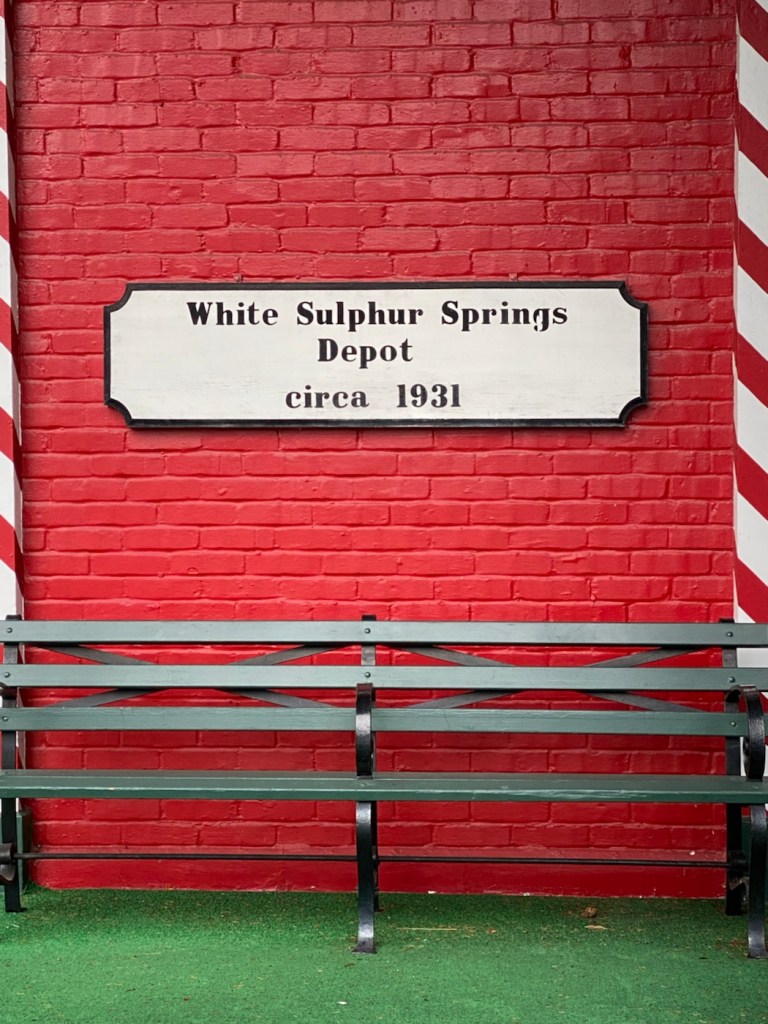 White Sulphur Springs
Depot
circa 1931